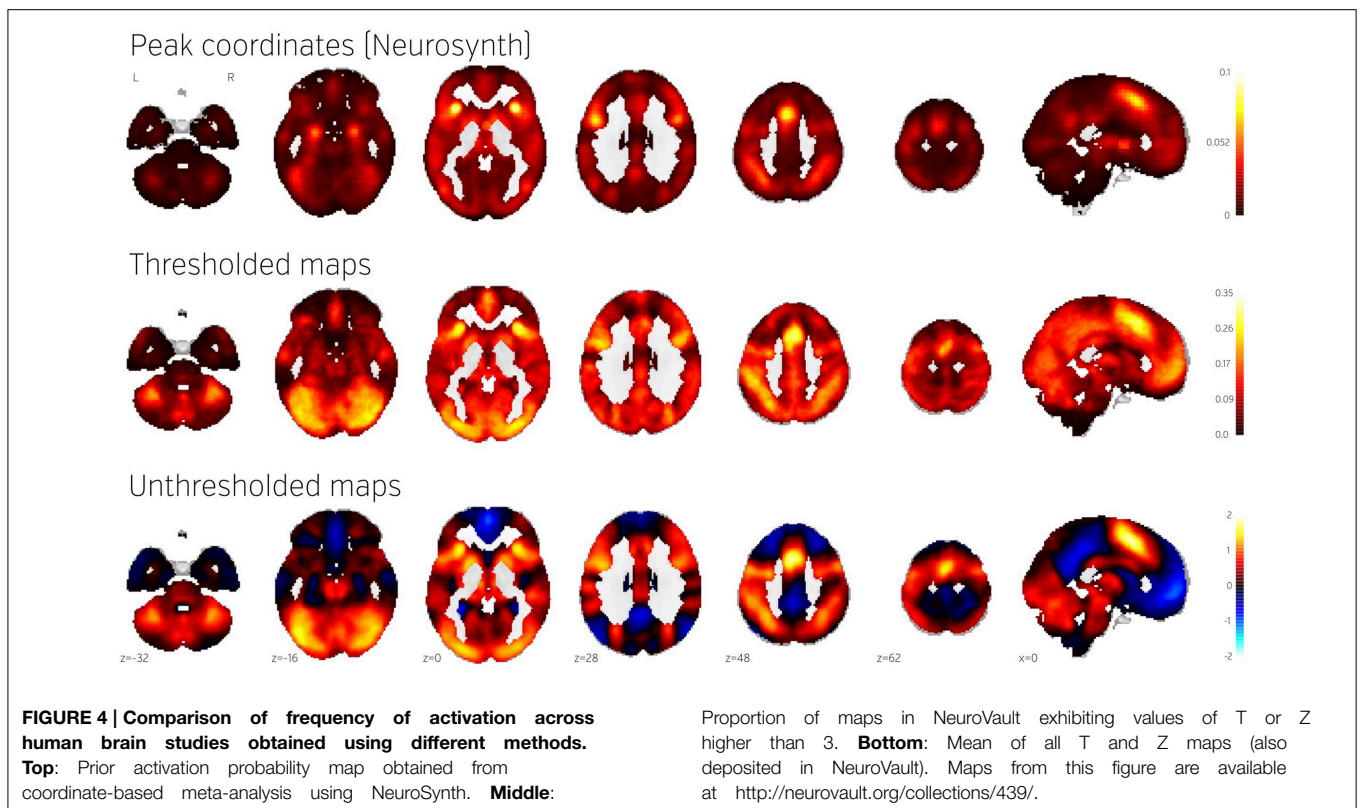 Peak coordinates (Neurosynth)
L R
0.1
0.052
0
Thresholded maps
0.35
0.26
0.17
0.09
0.0
Unthresholded maps
2
1
0
-1
-2
z=-32 z=-16 z=0 z=28 z=48 z=62 x=0
FIGURE 4 | Comparison of frequency of activation across
human brain studies obtained using different methods.
Top: Prior activation probability map obtained from
coordinate-based meta-analysis using NeuroSynth. Middle:
Proportion of maps in NeuroVault exhibiting values of T or Z
higher than 3. Bottom: Mean of all T and Z maps (also
deposited in NeuroVault). Maps from this figure are available
at http://neurovault.org/collections/439/.